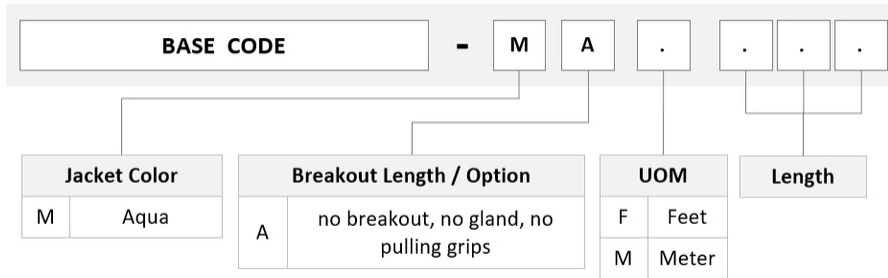 BASE CODE - M A . . . .
Jacket Color
M Aqua
Breakout Length / Option
A no breakout, no gland, no
pulling grips
UOM
F Feet
M Meter
Length